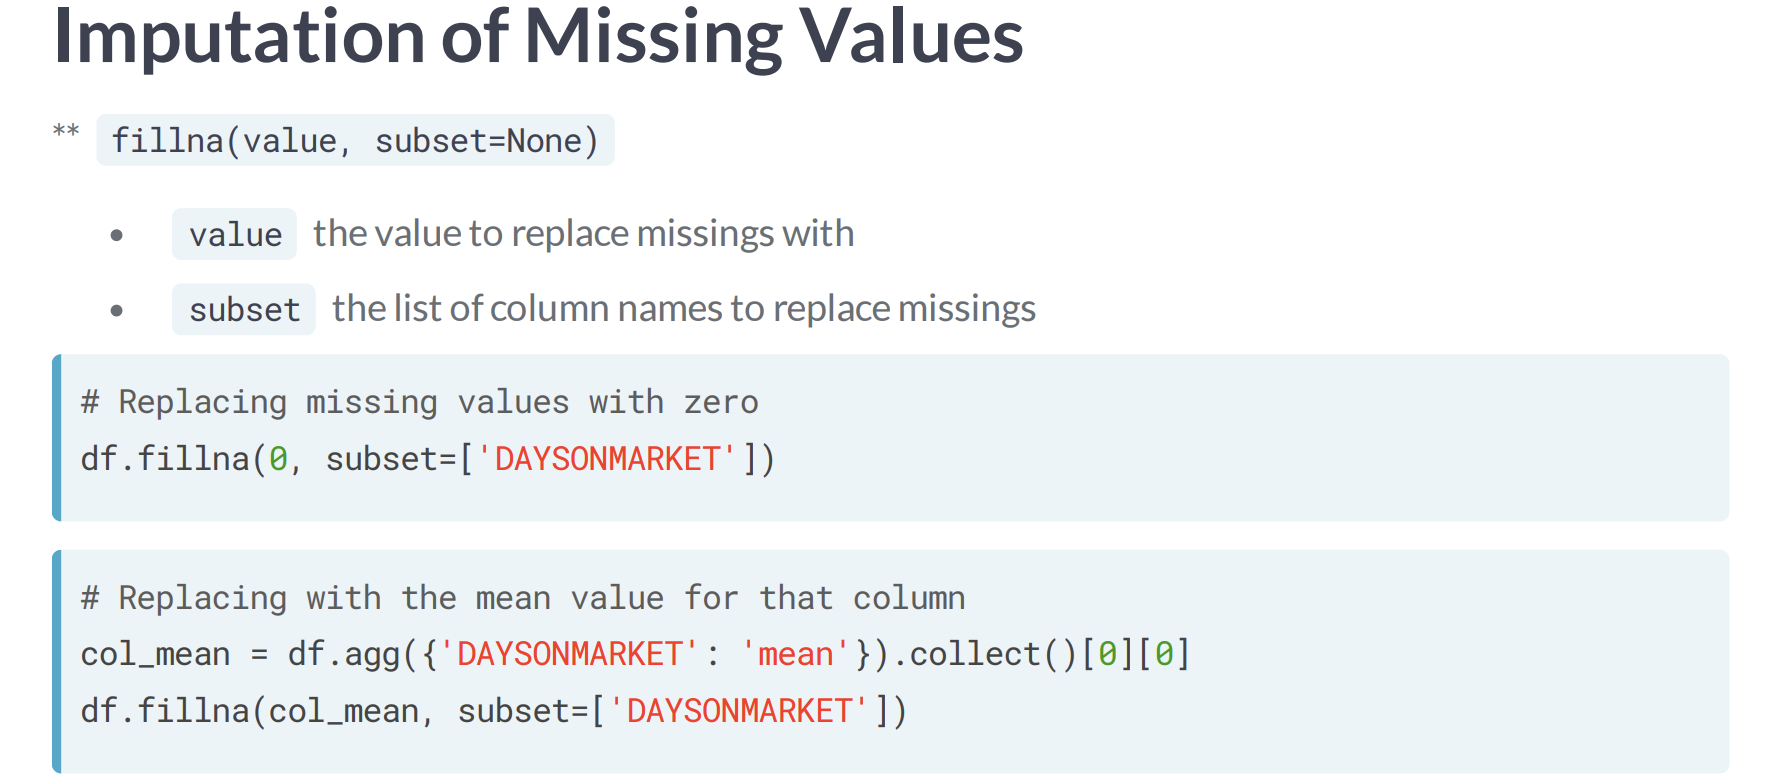 Imputation of Missing Values
** fillna(value, subset=None)
• value the value to replace missings with
• subset the list of column names to replace missings
# Replacing missing values with zero
df.fillna(0, subset=['DAYSONMARKET'])
# Replacing with the mean value for that column
col_mean = df.agg({'DAYSONMARKET': 'mean'}).collect()[0][0]
df.fillna(col_mean, subset=['DAYSONMARKET'])